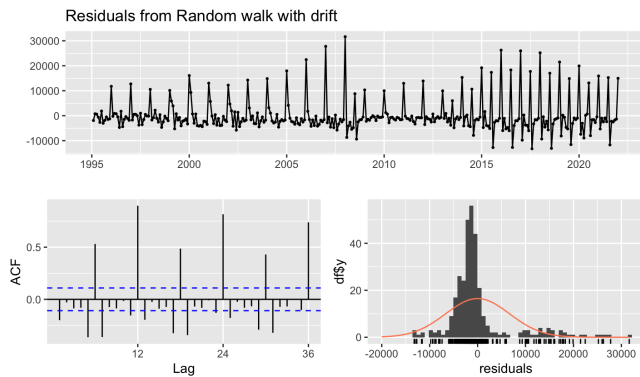 Residuals from Random walk with drift
30000
20000
10000
0
-10000
1995 2000 2005 2010 2015 2020
ACF
0.5
0.0
12 24 36
Lag
df$y
40
20
0
-20000 -10000 0 10000 20000 30000
residuals